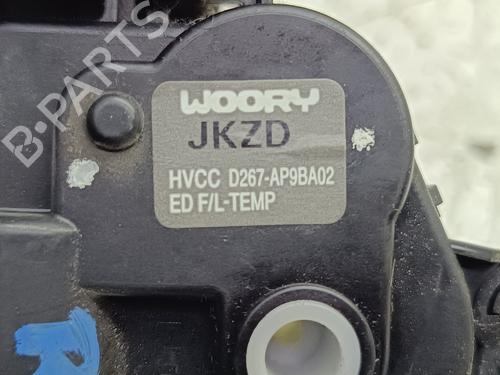 B-PARTS
WOORY
JKZD
HVCC D267-AP9BA02
ED F/L-TEMP